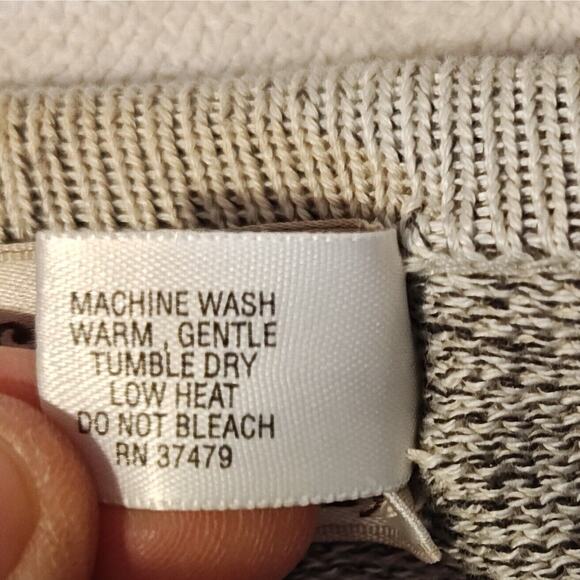 MACHINE WASH
WARM , GENTLE
TUMBLE DRY
LOW HEAT
DO NOT BLEACH
RN 37479